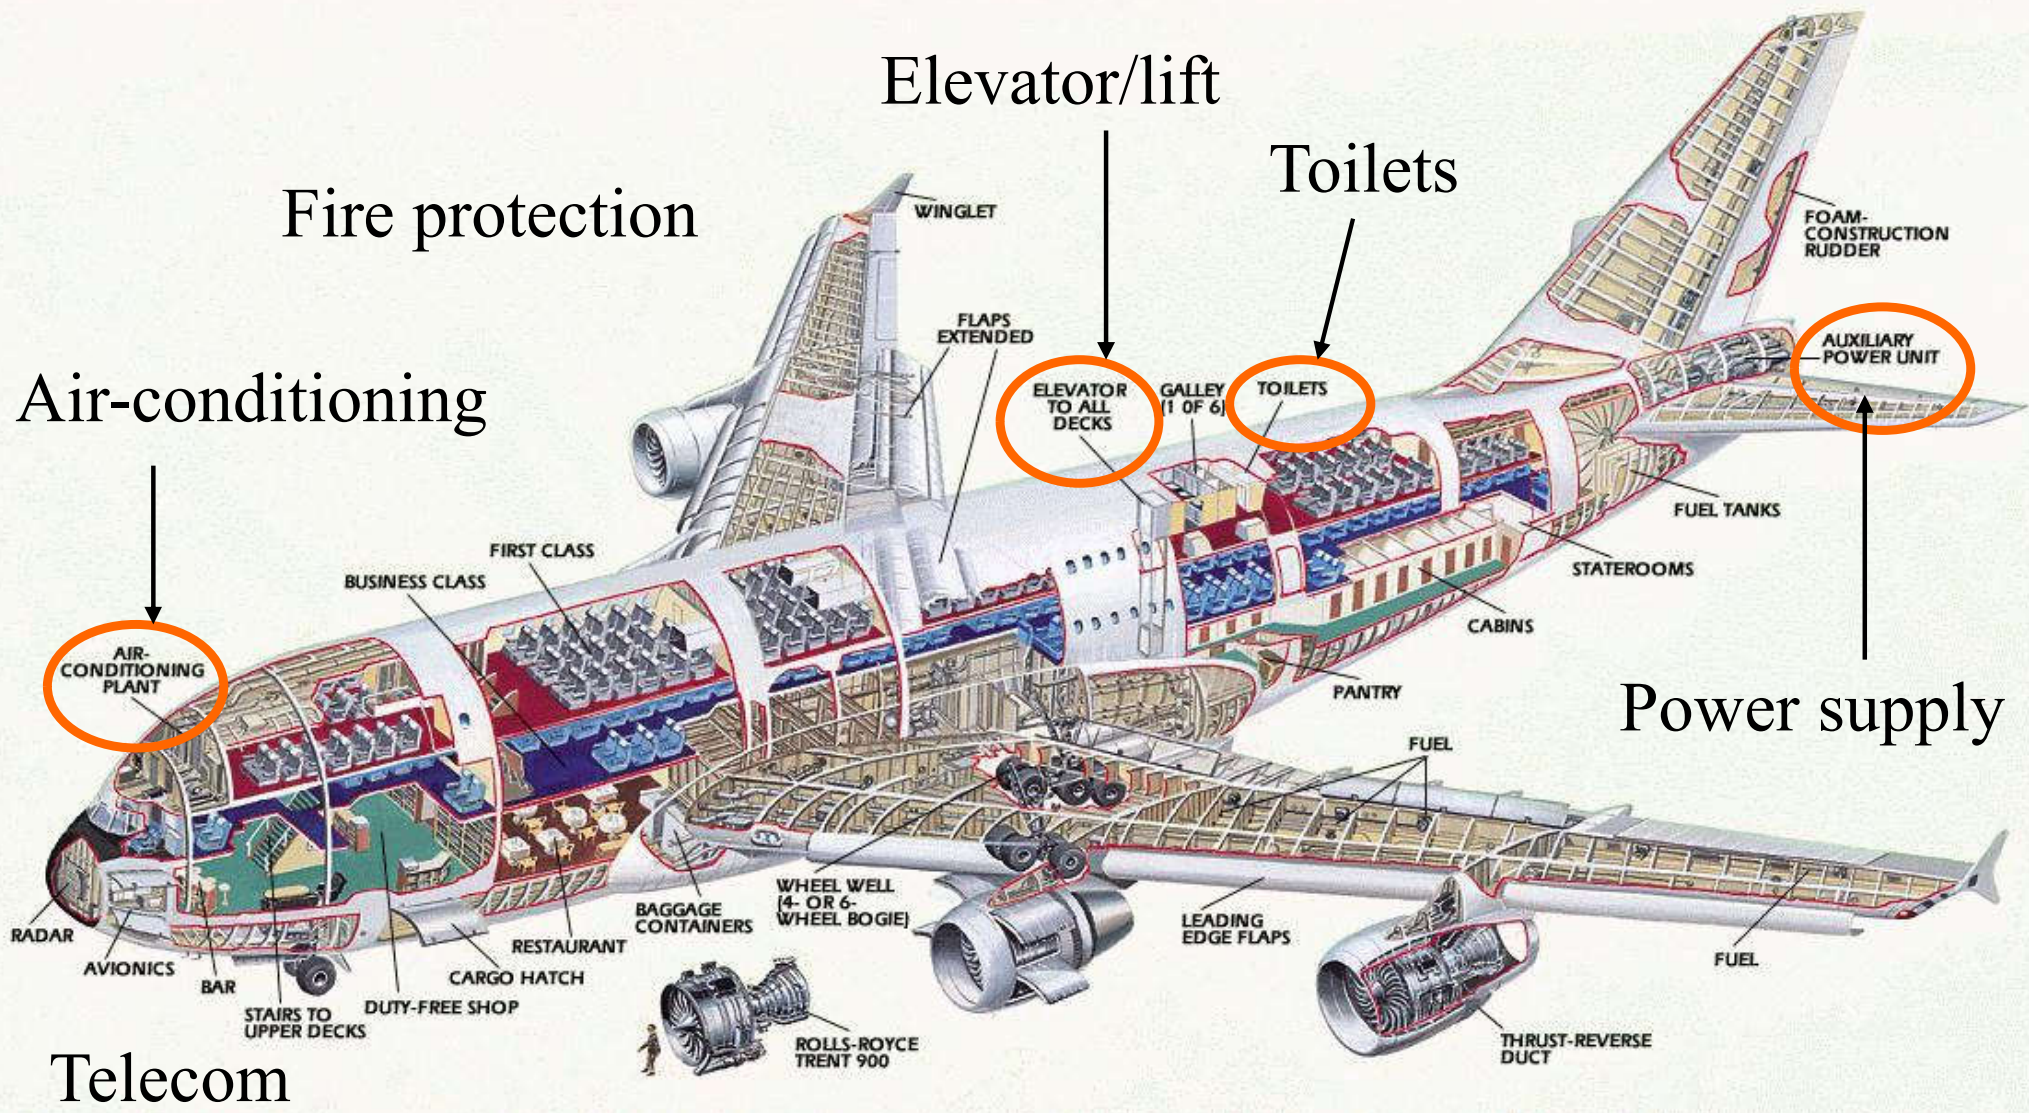 Elevator/lift
Toilets
Fire protection
WINGLET
FOAM-
CONSTRUCTION
RUDDER
FLAPS
EXTENDED
AUXILIARY
POWER UNIT
Air-conditioning
ELEVATOR
TO ALL
DECKS
GALLEY
(1 OF 6)
TOILETS
FUEL TANKS
FIRST CLASS
BUSINESS CLASS
STATEROOMS
CABINS
AIR-
CONDITIONING
PLANT
PANTRY
Power supply
FUEL
WHEEL WELL
(4- OR 6-
WHEEL BOGIE)
BAGGAGE
CONTAINERS
LEADING
EDGE FLAPS
RADAR
RESTAURANT
AVIONICS
CARGO HATCH
FUEL
BAR
DUTY-FREE SHOP
STAIRS TO
UPPER DECKS
ROLLS-ROYCE
TRENT 900
THRUST-REVERSE
DUCT
Telecom